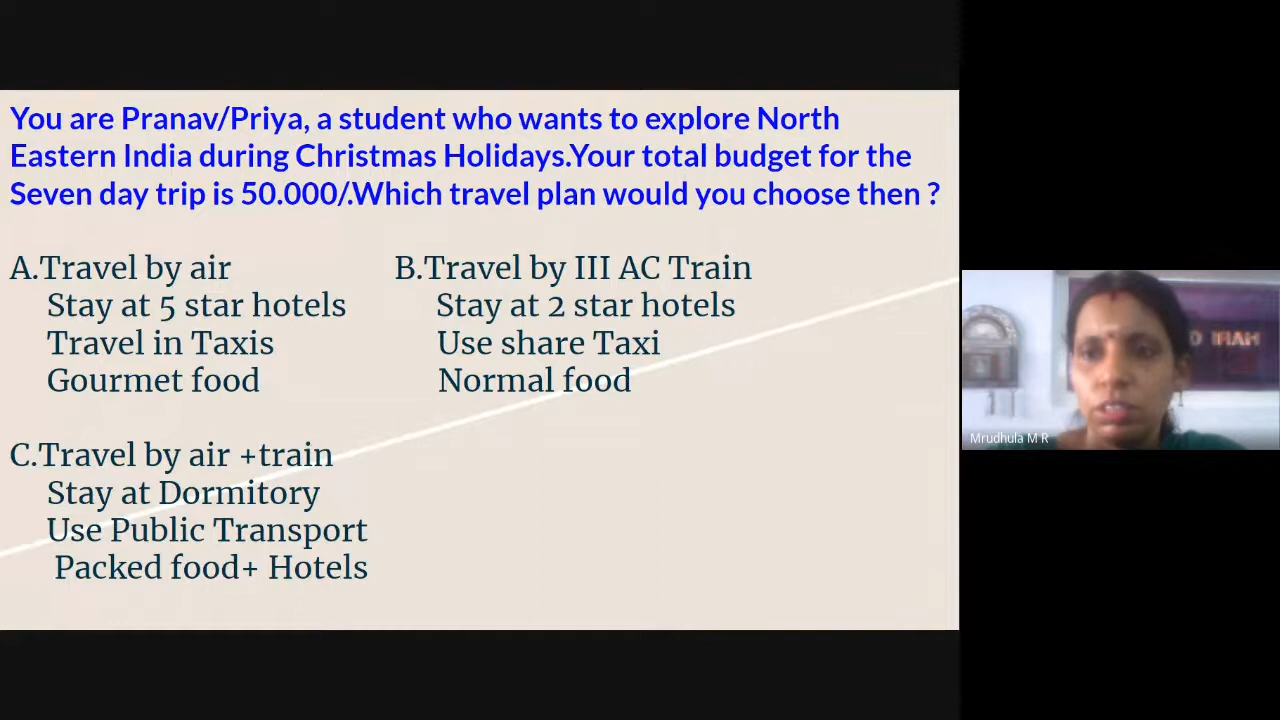 You are Pranav/Priya, a student who wants to explore North
Eastern India during Christmas Holidays.Your total budget for the
Seven day trip is 50.000/.Which travel plan would you choose then ?
A.Travel by air
Stay at 5 star hotels
Travel in Taxis
Gourmet food
B.Travel by III AC Train
Stay at 2 star hotels
Use share Taxi
Normal food
C.Travel by air +train
Stay at Dormitory
Use Public Transport
Packed food+ Hotels
Mrudhula M R